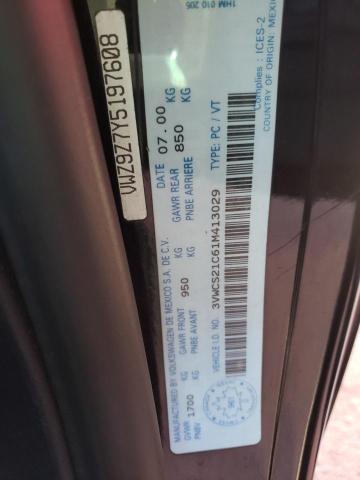 VWZ9Z7Y5197608
1HM 010 206
MANUFACTURED BY VOLKSWAGEN DE MEXICO S.A. DE C.V.
DATE 07.00
GVWR 1700 KG GAWR FRONT 950 KG GAWR REAR 850 KG
PNBV PNBE AVANT PNBE ARRIERE
VEHICLE I.D. NO. 3VWCS21C61M413029 TYPE: PC / VT
Complies : ICES-2
COUNTRY OF ORIGIN: MEXIC